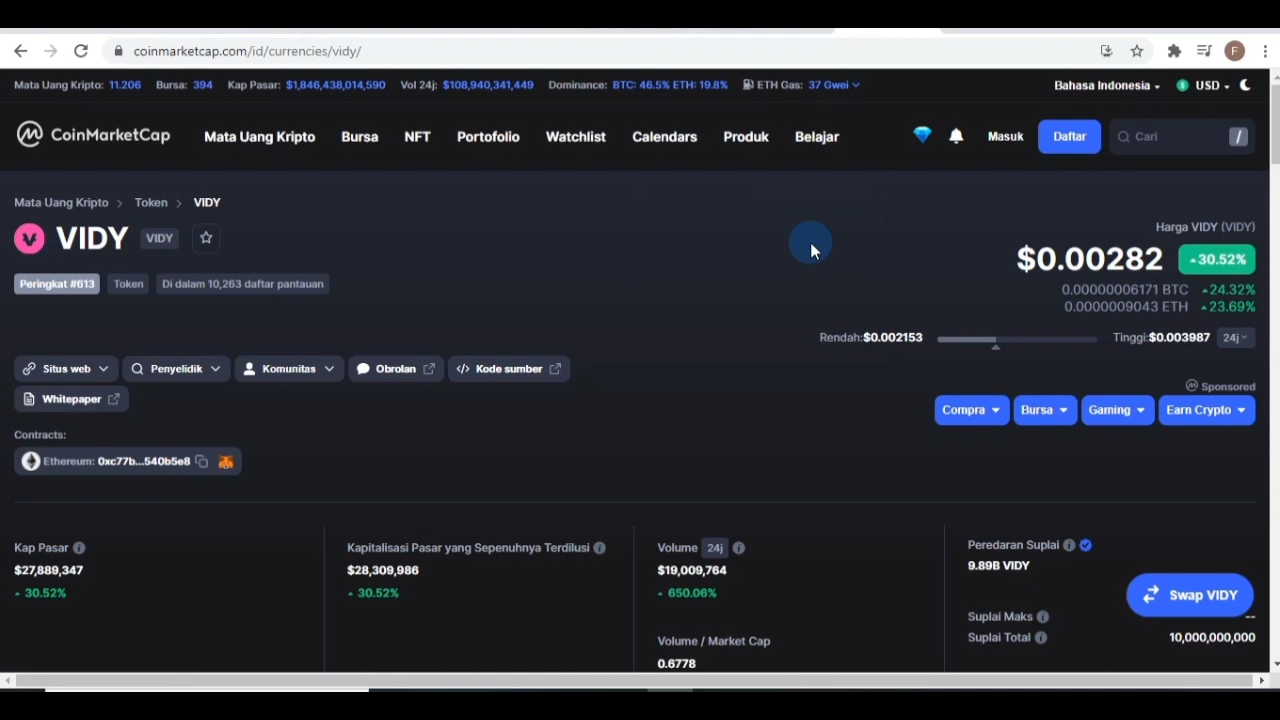 coinmarketcap.com/id/currencies/vidy/
F
Mata Uang Kripto: 11.206 Bursa: 394 Kap Pasar: $1,846,438,014,590 Vol 24j: $108,940,341,449 Dominance: BTC: 46.5% ETH: 19.8% ETH Gas: 37 Gwei Bahasa Indonesia USD
CoinMarketCap Mata Uang Kripto Bursa NFT Portofolio Watchlist Calendars Produk Belajar Masuk Daftar Cari /
Mata Uang Kripto > Token > VIDY
VIDY VIDY
Peringkat #613 Token Di dalam 10,263 daftar pantauan
Harga VIDY (VIDY)
$0.00282 30.52%
0.00000006171 BTC 24.32%
0.0000009043 ETH 23.69%
Rendah:$0.002153 Tinggi:$0.003987 24j
Situs web Penyelidik Komunitas Obrolan </> Kode sumber
Whitepaper
Sponsored
Compra Bursa Gaming Earn Crypto
Contracts:
Ethereum: 0xc77b...540b5e8
Kap Pasar
$27,889,347
30.52%
Kapitalisasi Pasar yang Sepenuhnya Terdilusi
$28,309,986
30.52%
Volume 24j
$19,009,764
650.06%
Volume / Market Cap
0.6778
Peredaran Suplai
9.89B VIDY
Swap VIDY
Suplai Maks --
Suplai Total 10,000,000,000